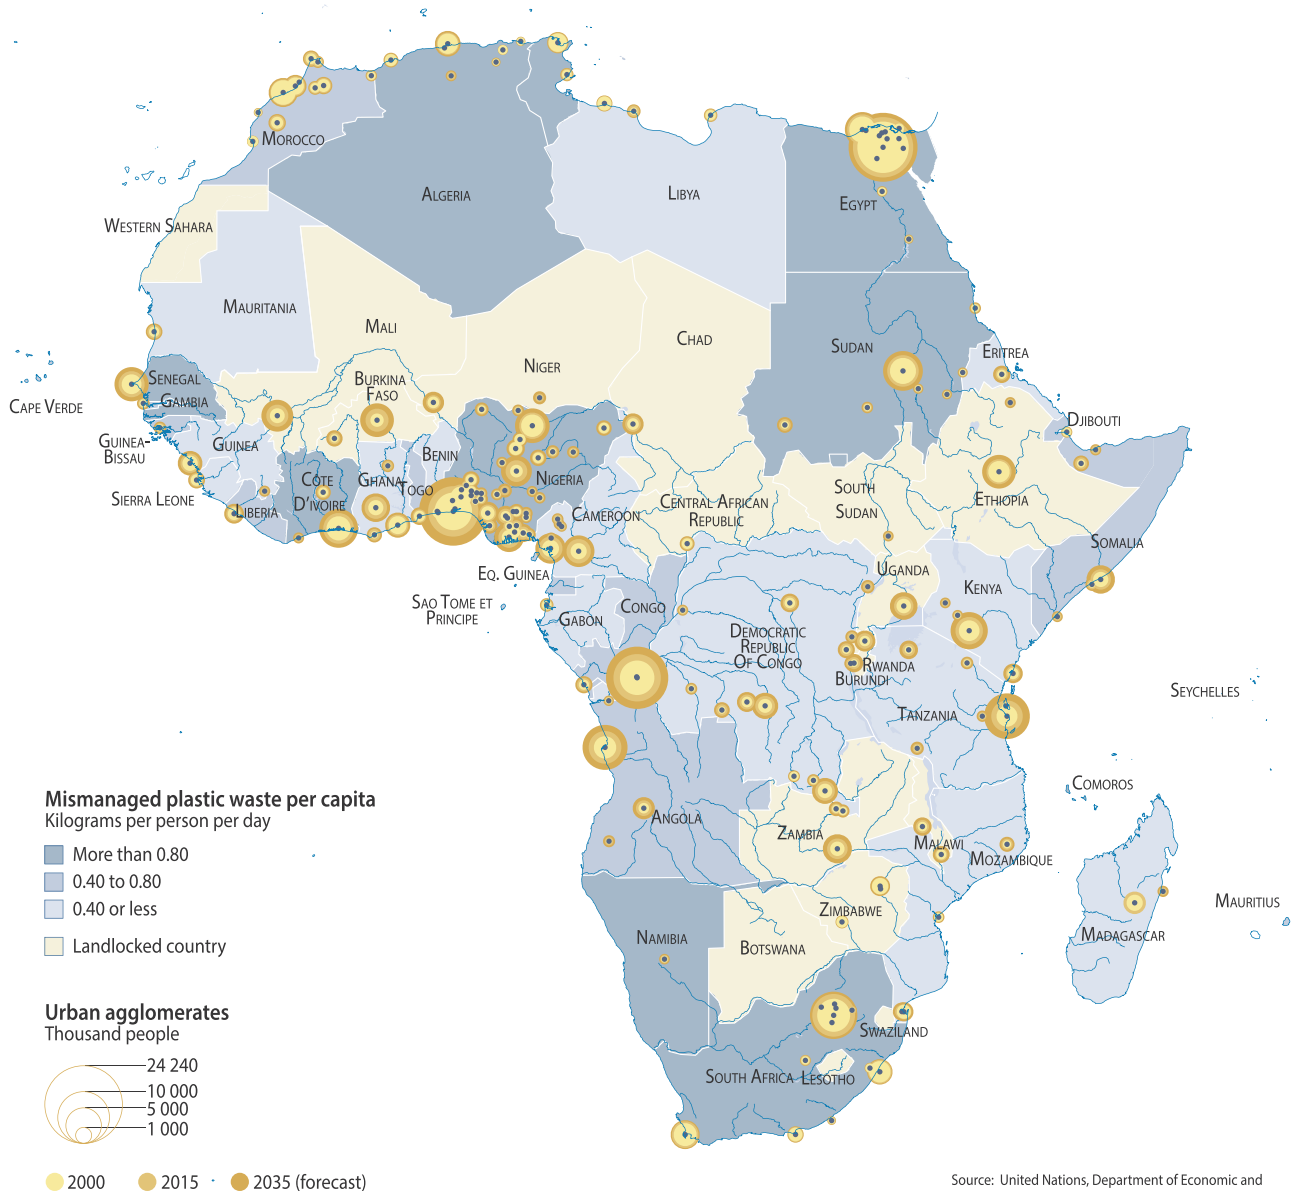 MOROCCO
ALGERIA
LIBYA
EGYPT
WESTERN SAHARA
MAURITANIA
MALI
NIGER
CHAD
SUDAN
ERITREA
CAPE VERDE
SENEGAL
GAMBIA
BURKINA
FASO
DJIBOUTI
GUINEA-
BISSAU
GUINEA
BENIN
SIERRA LEONE
CÔTE
D'IVOIRE
GHANA
TOGO
NIGERIA
LIBERIA
CAMEROON
CENTRAL AFRICAN
REPUBLIC
SOUTH
SUDAN
ETHIOPIA
SOMALIA
EQ. GUINEA
UGANDA
KENYA
SAO TOME ET
PRINCIPE
GABON
CONGO
DEMOCRATIC
REPUBLIC
OF CONGO
RWANDA
BURUNDI
SEYCHELLES
TANZANIA
COMOROS
ANGOLA
ZAMBIA
MALAWI
MOZAMBIQUE
ZIMBABWE
MAURITIUS
MADAGASCAR
NAMIBIA
BOTSWANA
SWAZILAND
SOUTH AFRICA
LESOTHO
Mismanaged plastic waste per capita
Kilograms per person per day
More than 0.80
0.40 to 0.80
0.40 or less
Landlocked country
Urban agglomerates
Thousand people
24 240
10 000
5 000
1 000
2000 2015 2035 (forecast)
Source: United Nations, Department of Economic and